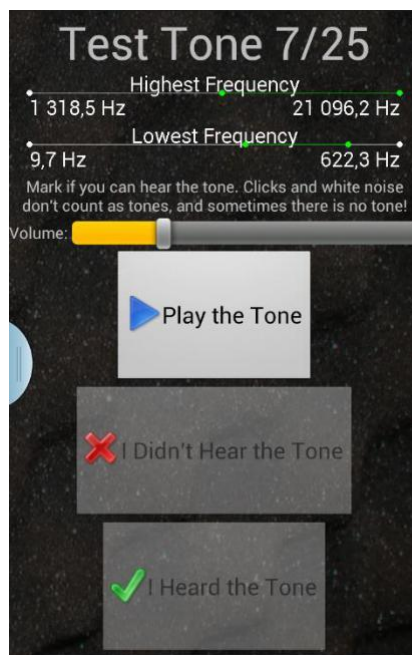 Test Tone 7/25
Highest Frequency
1 318,5 Hz 21 096,2 Hz
Lowest Frequency
9,7 Hz 622,3 Hz
Mark if you can hear the tone. Clicks and white noise
don't count as tones, and sometimes there is no tone!
Volume:
Play the Tone
I Didn't Hear the Tone
I Heard the Tone